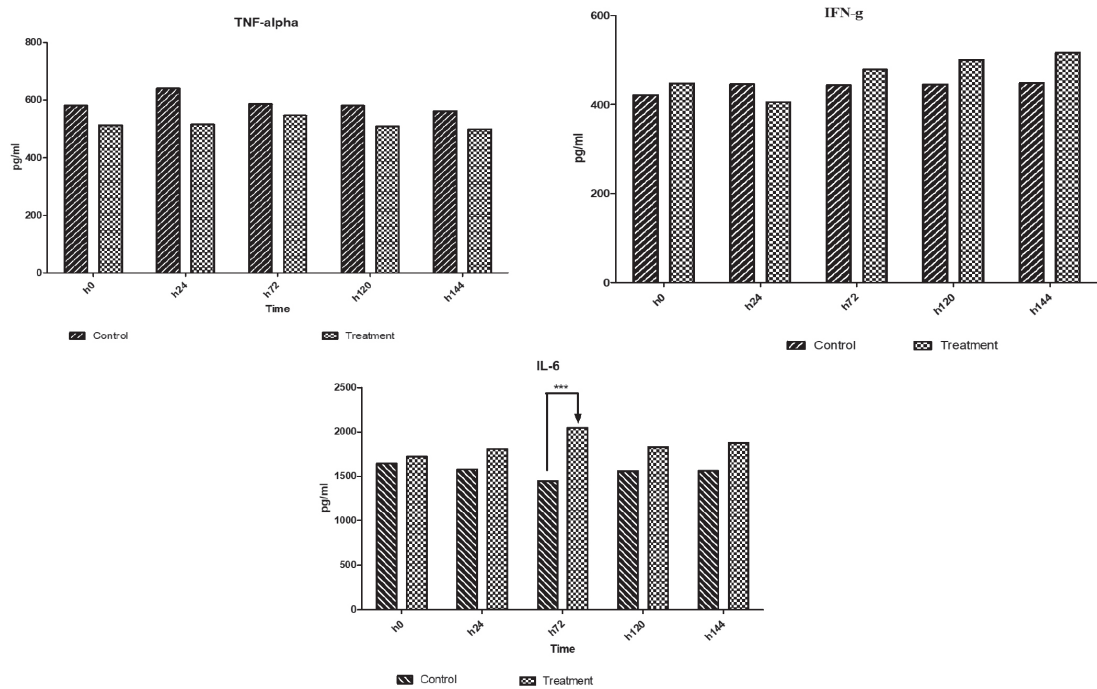 TNF-alpha
800
600
400
200
0
pg/ml
h0
h24
h72
h120
h144
Time
Control
Treatment
IFN-g
600
400
200
0
pg/ml
h0
h24
h72
h120
h144
Control
Treatment
IL-6
2500
2000
1500
1000
500
0
pg/ml
***
h0
h24
h72
h120
h144
Time
Control
Treatment